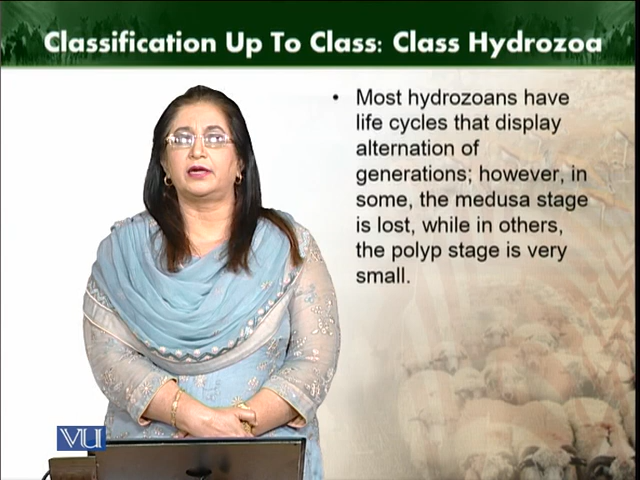 Classification Up To Class: Class Hydrozoa
• Most hydrozoans have
life cycles that display
alternation of
generations; however, in
some, the medusa stage
is lost, while in others,
the polyp stage is very
small.
VU